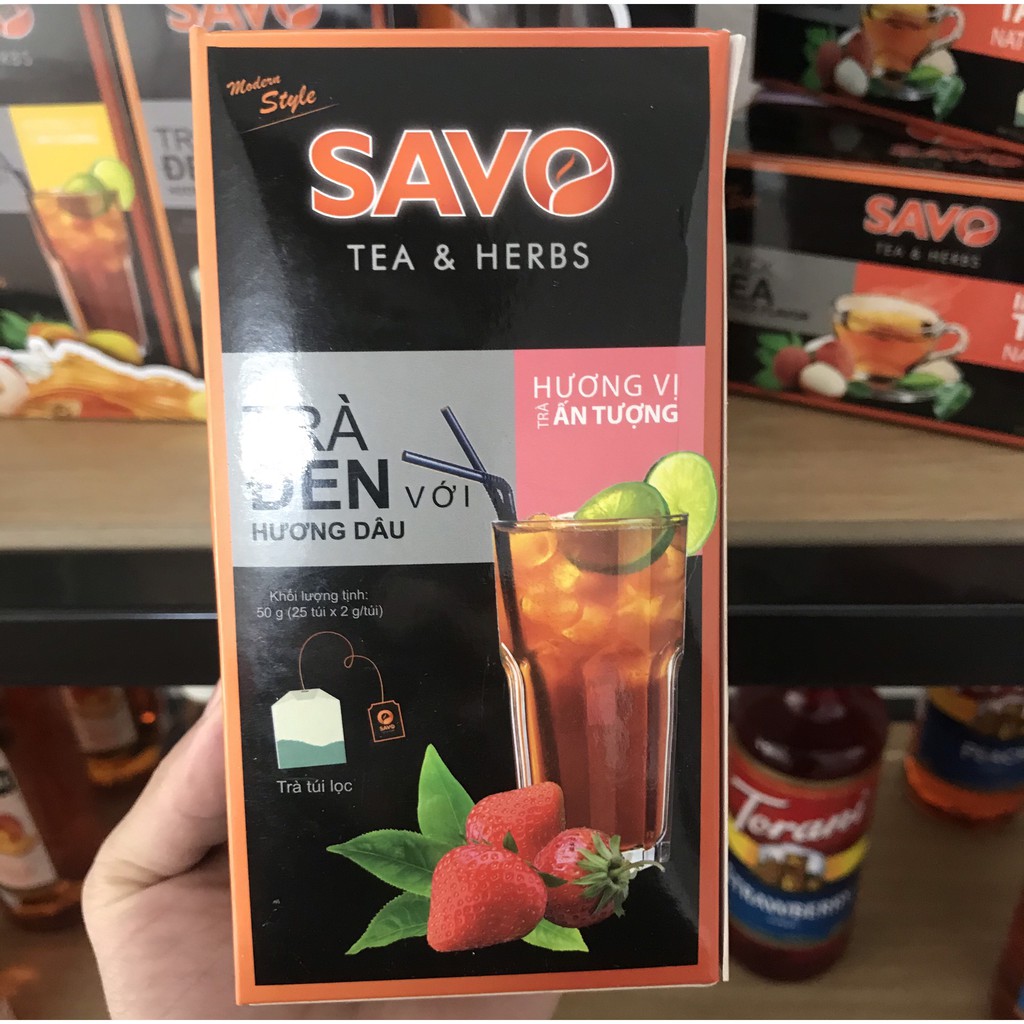 Modern
Style
SAVO
TEA & HERBS
HƯƠNG VỊ
TRÀ ẤN TƯỢNG
TRÀ
ĐEN VỚI
HƯƠNG DÂU
Khối lượng tịnh:
50 g (25 túi x 2 g/túi)
SAVO
Trà túi lọc
SAVO
TEA & HERBS
Torani